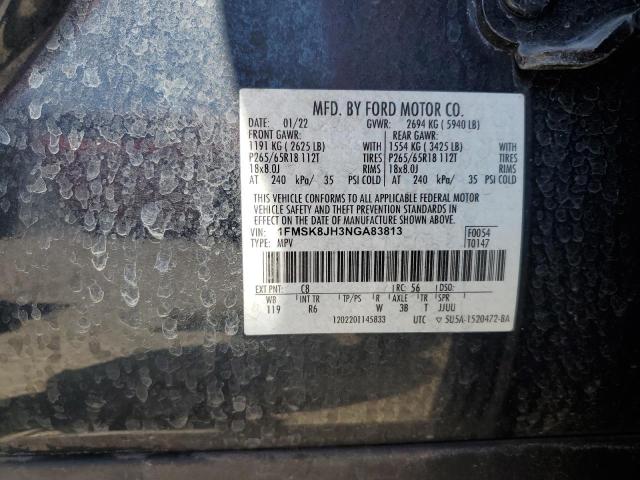 MFD. BY FORD MOTOR CO.
DATE: 01/22 GVWR: 2694 KG ( 5940 LB)
FRONT GAWR: REAR GAWR:
1191 KG ( 2625 LB) WITH 1554 KG ( 3425 LB) WITH
P265/65R18 112T TIRES P265/65R18 112T TIRES
18x8.0J RIMS 18x8.0J RIMS
AT 240 kPa/ 35 PSI COLD AT 240 kPa/ 35 PSI COLD
THIS VEHICLE CONFORMS TO ALL APPLICABLE FEDERAL MOTOR
VEHICLE SAFETY AND THEFT PREVENTION STANDARDS IN
EFFECT ON THE DATE OF MANUFACTURE SHOWN ABOVE.
VIN: 1FMSK8JH3NGA83813 F0054
TYPE: MPV T0147
EXT PNT: C8 RC: 56 DSO:
WB INT TR TP/PS R AXLE TR SPR
119 R6 W 3B T JJUU
1202201145833 UTC ▽ 5U5A-1520472-BA